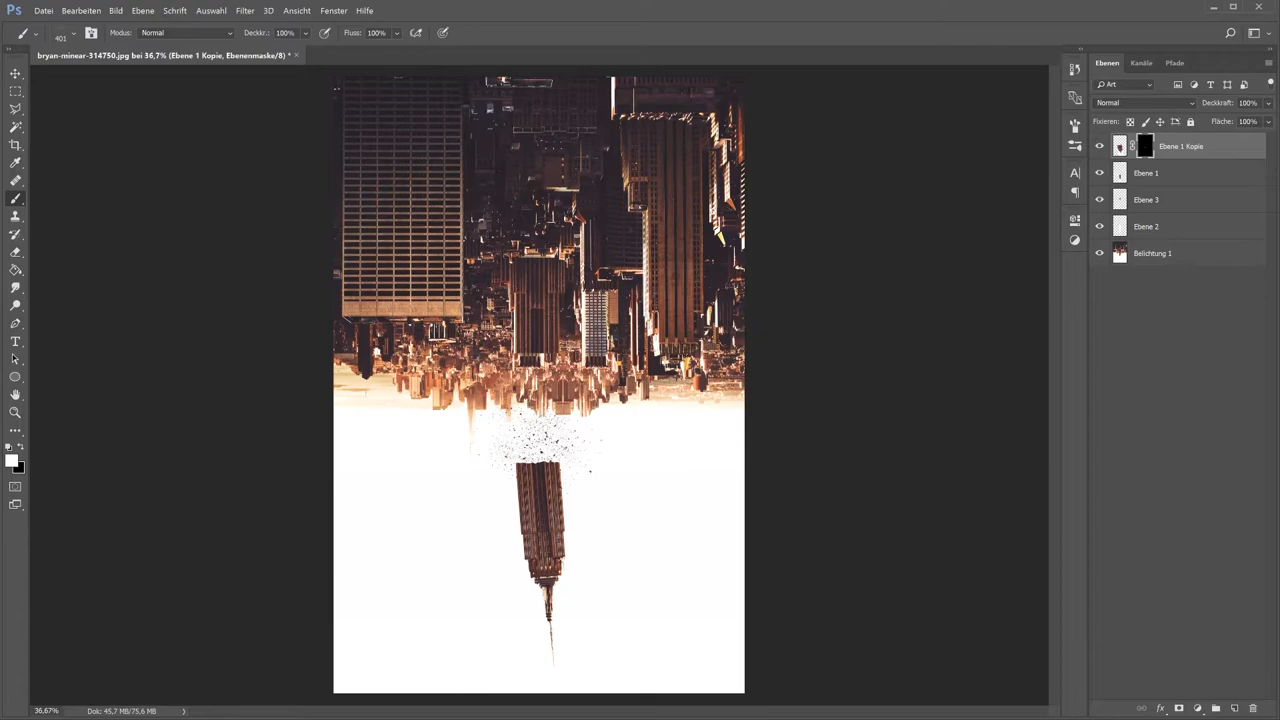 Ps Datei Bearbeiten Bild Ebene Schrift Auswahl Filter 3D Ansicht Fenster Hilfe
401 Modus: Normal Deckkr.: 100% Fluss: 100%
bryan-minear-314750.jpg bei 36,7% (Ebene 1 Kopie, Ebenenmaske/8) * ×
Ebenen Kanäle Pfade
Art
Normal Deckkraft: 100%
Fixieren: Fläche: 100%
Ebene 1 Kopie
Ebene 1
Ebene 3
Ebene 2
Belichtung 1
36,67% Dok: 45,7 MB/75,6 MB